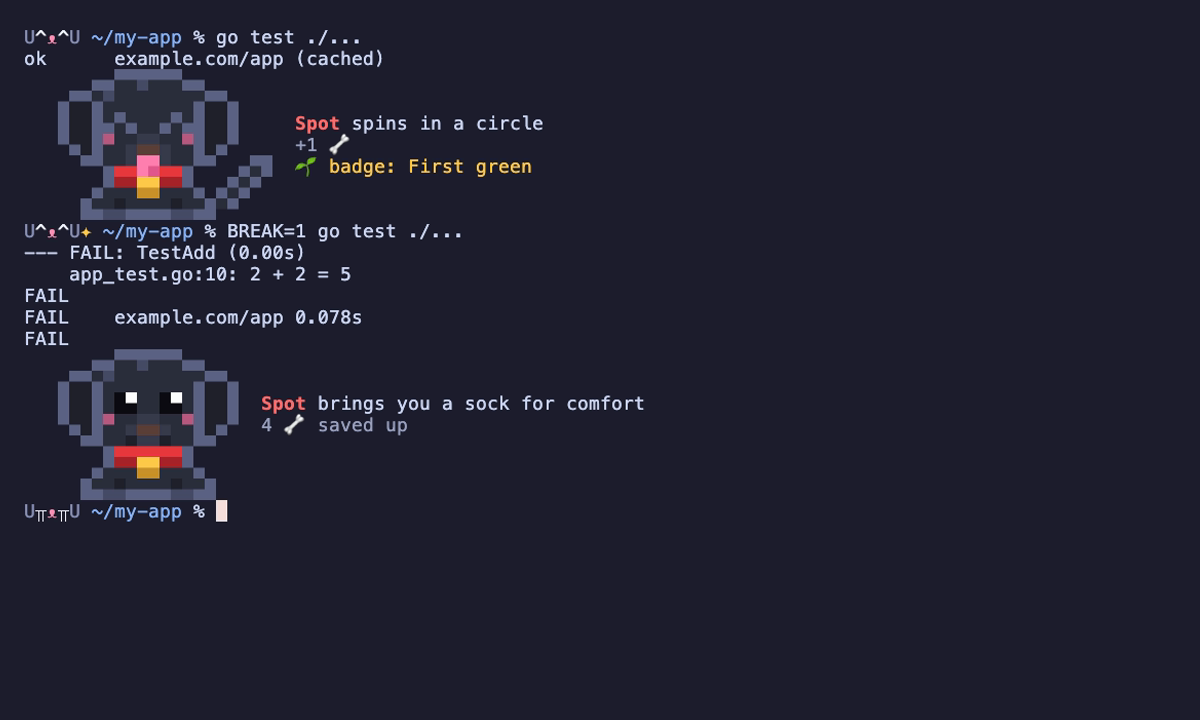 U^ᴥ^U ~/my-app % go test ./...
ok      example.com/app (cached)
Spot spins in a circle
+1 🦴
🌱 badge: First green
U^ᴥ^U✦ ~/my-app % BREAK=1 go test ./...
--- FAIL: TestAdd (0.00s)
    app_test.go:10: 2 + 2 = 5
FAIL
FAIL    example.com/app 0.078s
FAIL
Spot brings you a sock for comfort
4 🦴 saved up
U╥ᴥ╥U ~/my-app %